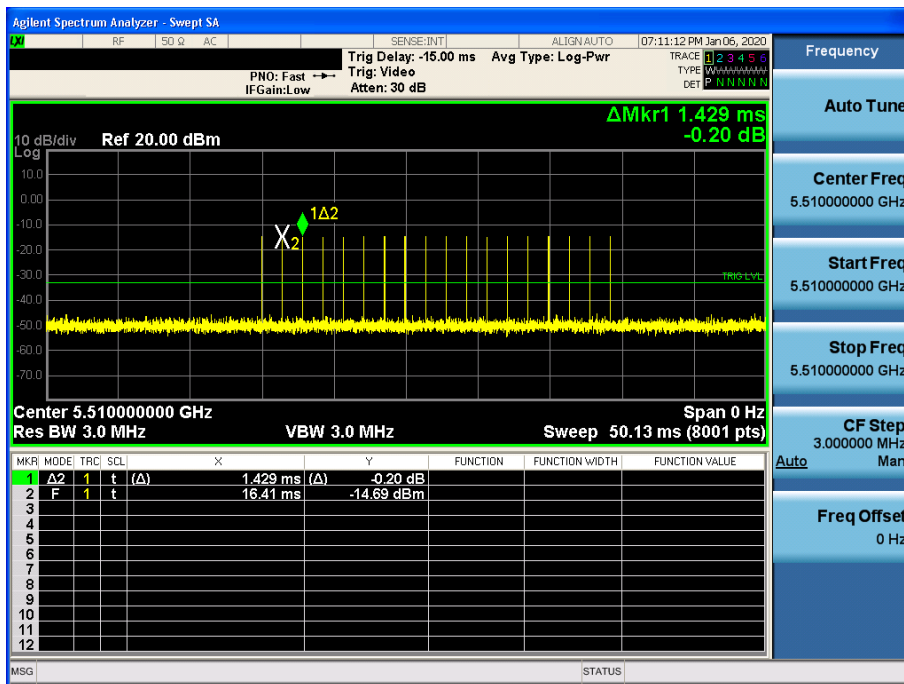 Agilent Spectrum Analyzer - Swept SA
LXI RF 50 Ω AC SENSE:INT ALIGN AUTO 07:11:12 PM Jan 06, 2020
Trig Delay: -15.00 ms Avg Type: Log-Pwr TRACE 1 2 3 4 5 6
PNO: Fast Trig: Video TYPE WWWWWW
IFGain:Low Atten: 30 dB DET P N N N N N
ΔMkr1 1.429 ms
-0.20 dB
10 dB/div Ref 20.00 dBm
Log
10.0
0.00
-10.0
-20.0
-30.0
-40.0
-50.0
-60.0
-70.0
1Δ2
X2
TRIG LVL
Center 5.510000000 GHz Span 0 Hz
Res BW 3.0 MHz VBW 3.0 MHz Sweep 50.13 ms (8001 pts)
MKR MODE TRC SCL X Y FUNCTION FUNCTION WIDTH FUNCTION VALUE
1 Δ2 1 t (Δ) 1.429 ms (Δ) -0.20 dB
2 F 1 t 16.41 ms -14.69 dBm
3
4
5
6
7
8
9
10
11
12
MSG STATUS
Frequency
Auto Tune
Center Freq
5.510000000 GHz
Start Freq
5.510000000 GHz
Stop Freq
5.510000000 GHz
CF Step
3.000000 MHz
Auto Man
Freq Offset
0 Hz